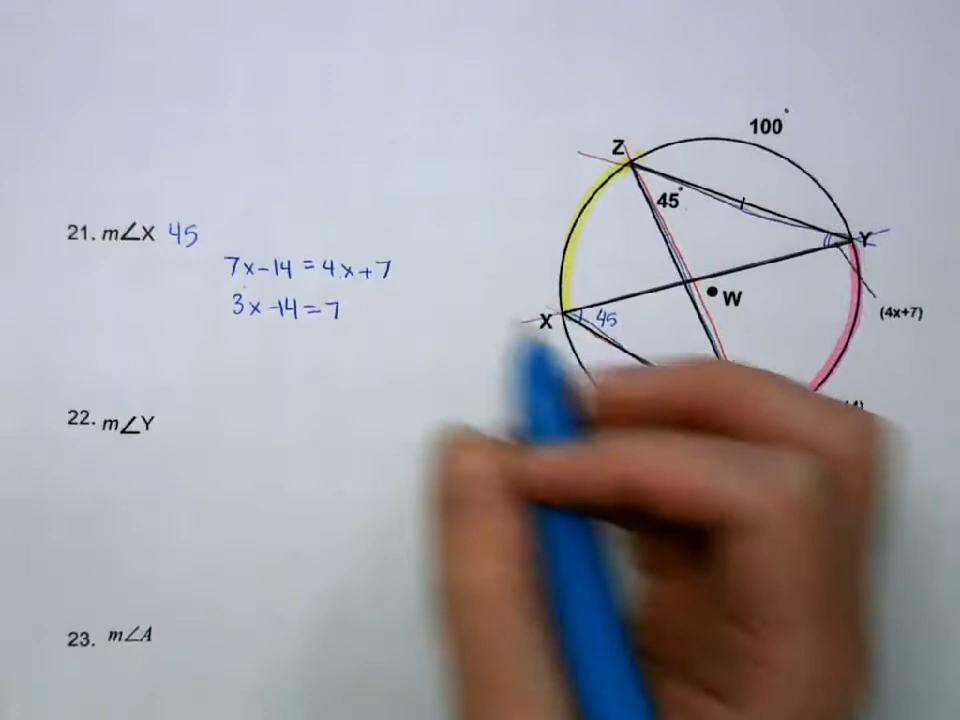 21. m∠X 45
7x-14 = 4x+7
3x-14=7
22. m∠Y
23. m∠A
100°
Z
45°
Y
W
(4x+7)
X
45